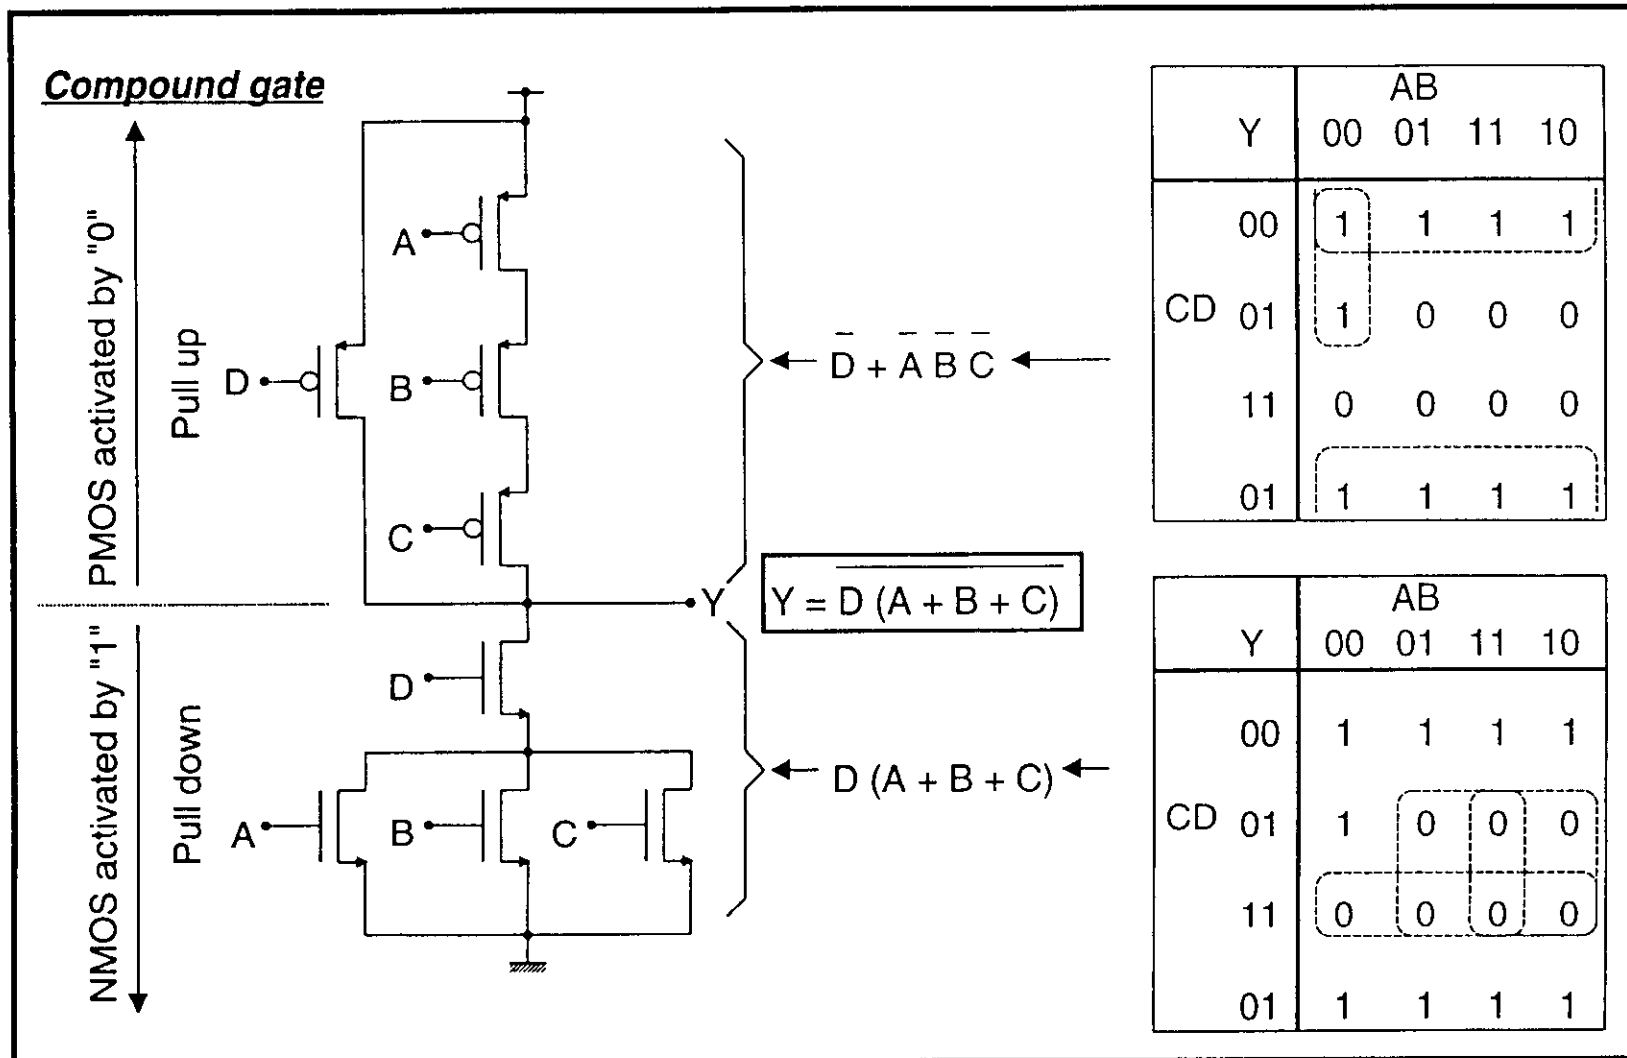 Compound gate
PMOS activated by "0"
Pull up
A
D
B
C
Y
NMOS activated by "1"
Pull down
D
A
B
C
D̅ + A̅ B̅ C̅
Y = \overline{D (A + B + C)}
D (A + B + C)
AB
Y 00 01 11 10
00 1 1 1 1
CD 01 1 0 0 0
11 0 0 0 0
01 1 1 1 1
AB
Y 00 01 11 10
00 1 1 1 1
CD 01 1 0 0 0
11 0 0 0 0
01 1 1 1 1